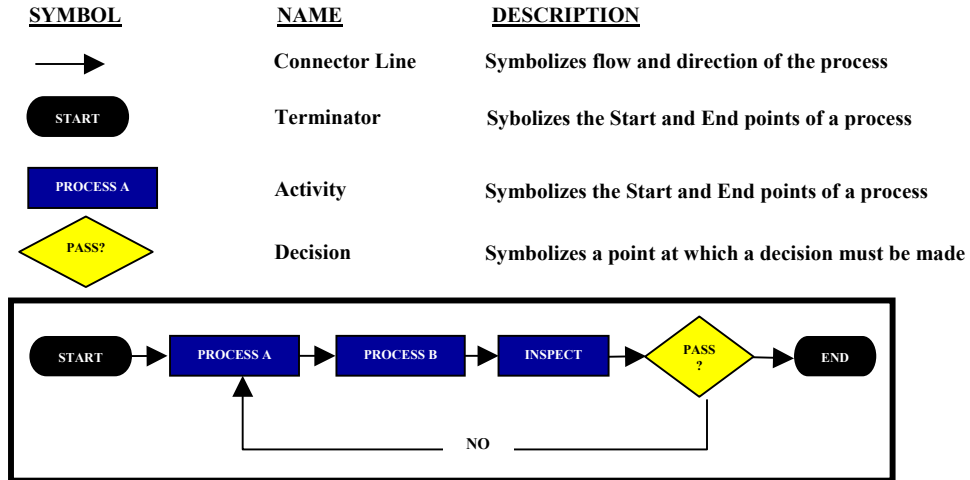 SYMBOL NAME DESCRIPTION
Connector Line Symbolizes flow and direction of the process
START Terminator Sybolizes the Start and End points of a process
PROCESS A Activity Symbolizes the Start and End points of a process
PASS? Decision Symbolizes a point at which a decision must be made
START PROCESS A PROCESS B INSPECT PASS END
?
NO